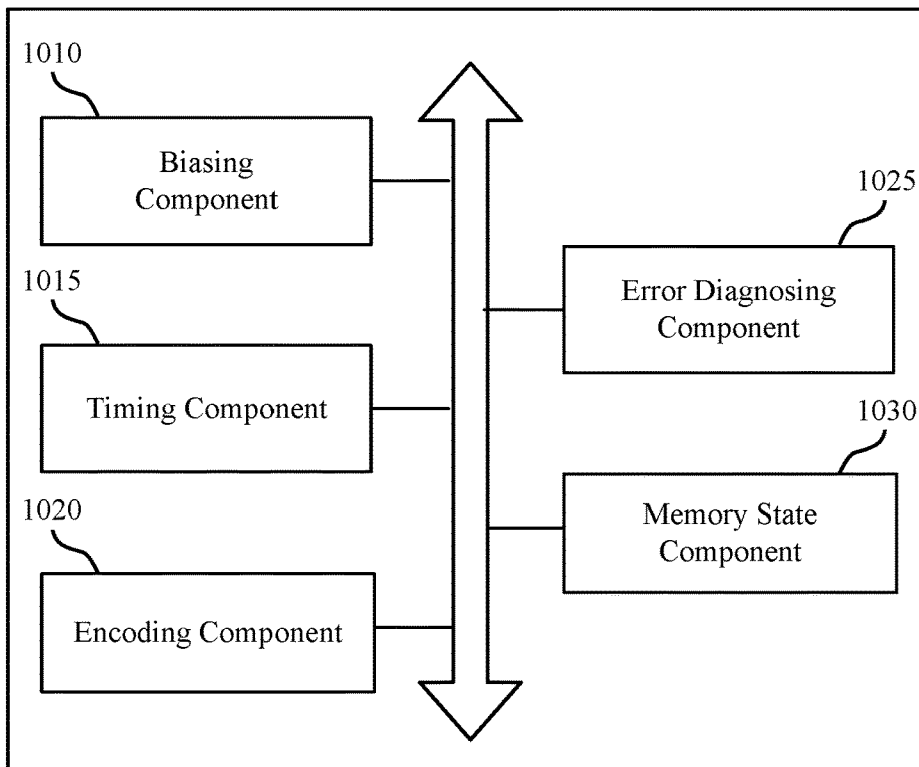 1010
Biasing
Component
1015
Timing Component
1020
Encoding Component
1025
Error Diagnosing
Component
1030
Memory State
Component